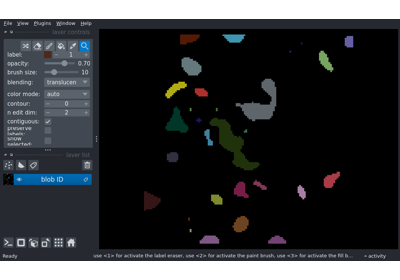 File View Plugins Window Help
layer controls
label: 1
opacity: 0.70
brush size: 10
blending: translucen
color mode: auto
contour: 0
n edit dim: 2
contiguous:
preserve
labels:
show
selected:
layer list
blob ID
Ready use <1> for activate the label eraser, use <2> for activate the paint brush, use <3> for activate the fill b... activity